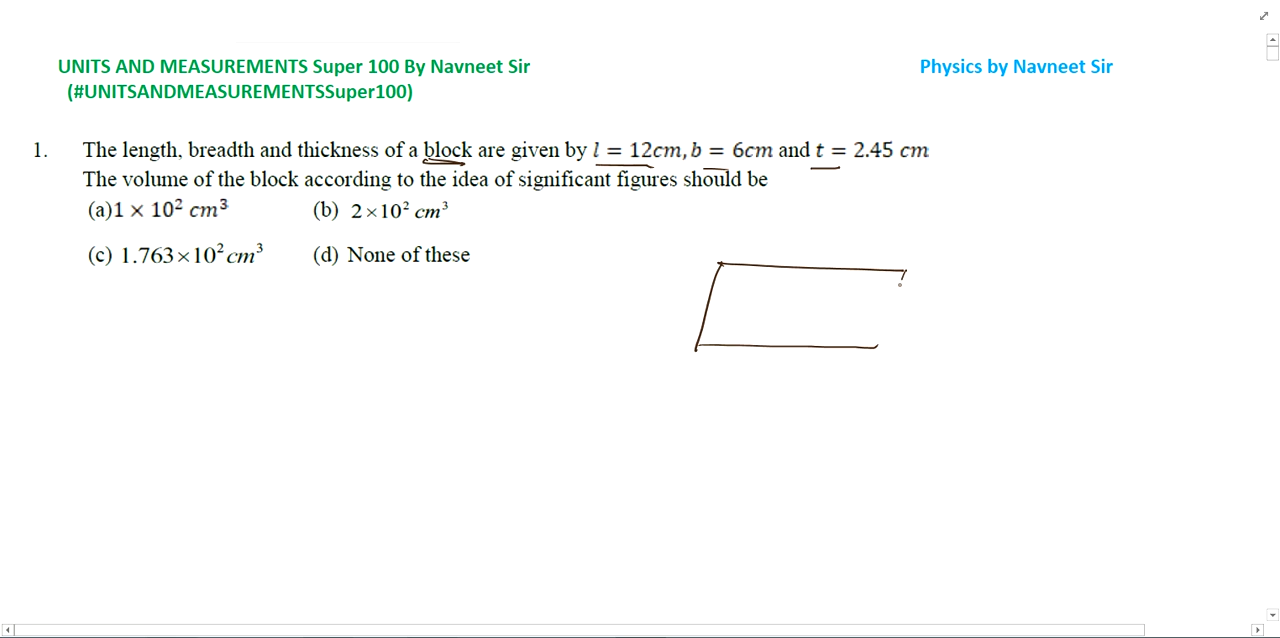 UNITS AND MEASUREMENTS Super 100 By Navneet Sir
Physics by Navneet Sir
(#UNITSANDMEASUREMENTSSuper100)
1. The length, breadth and thickness of a block are given by l = 12cm, b = 6cm and t = 2.45 cm
The volume of the block according to the idea of significant figures should be
(a)1 × 10² cm³ (b) 2×10² cm³
(c) 1.763×10² cm³ (d) None of these